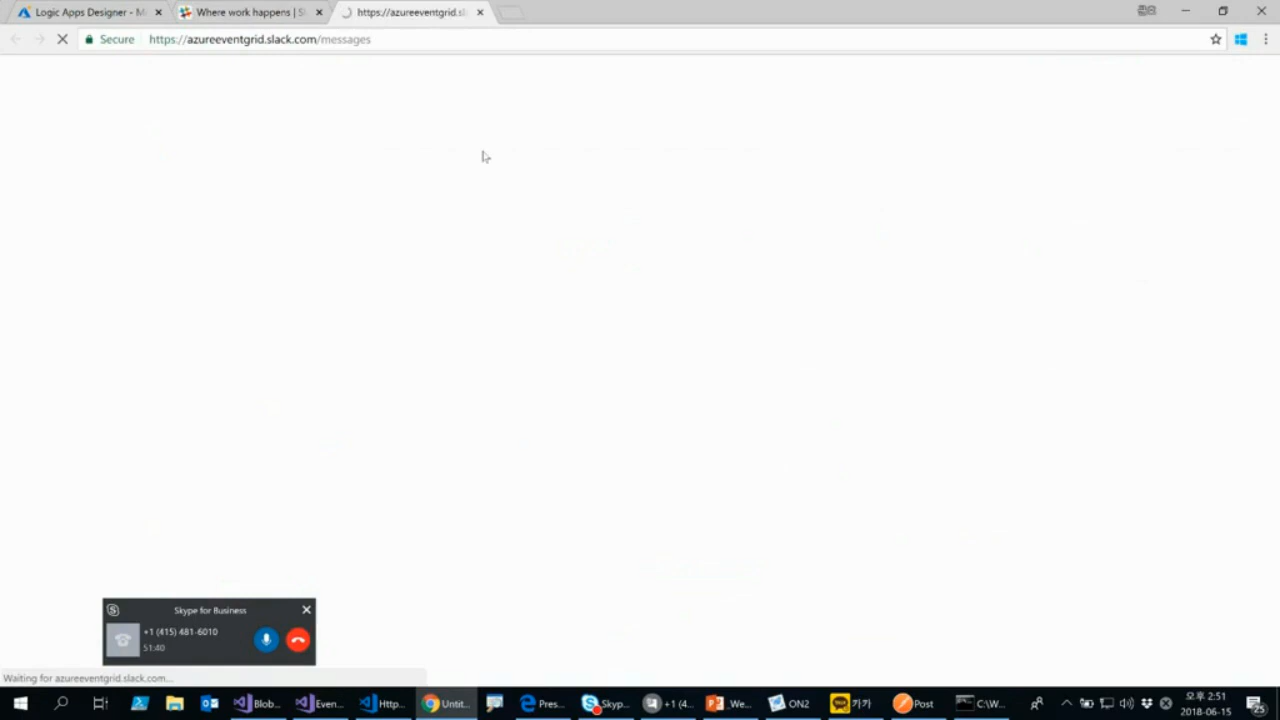 Logic Apps Designer - M
Where work happens | S
https://azureeventgrid.sl
Secure
https://azureeventgrid.slack.com/messages
Skype for Business
+1 (415) 481-6010
51:40
Waiting for azureeventgrid.slack.com...
Blob...
Even...
Http...
Untit...
Pres...
Skyp...
+1 (4...
_We...
ON2
카카
Post
C:\W...
오후 2:51
2018-06-15
25